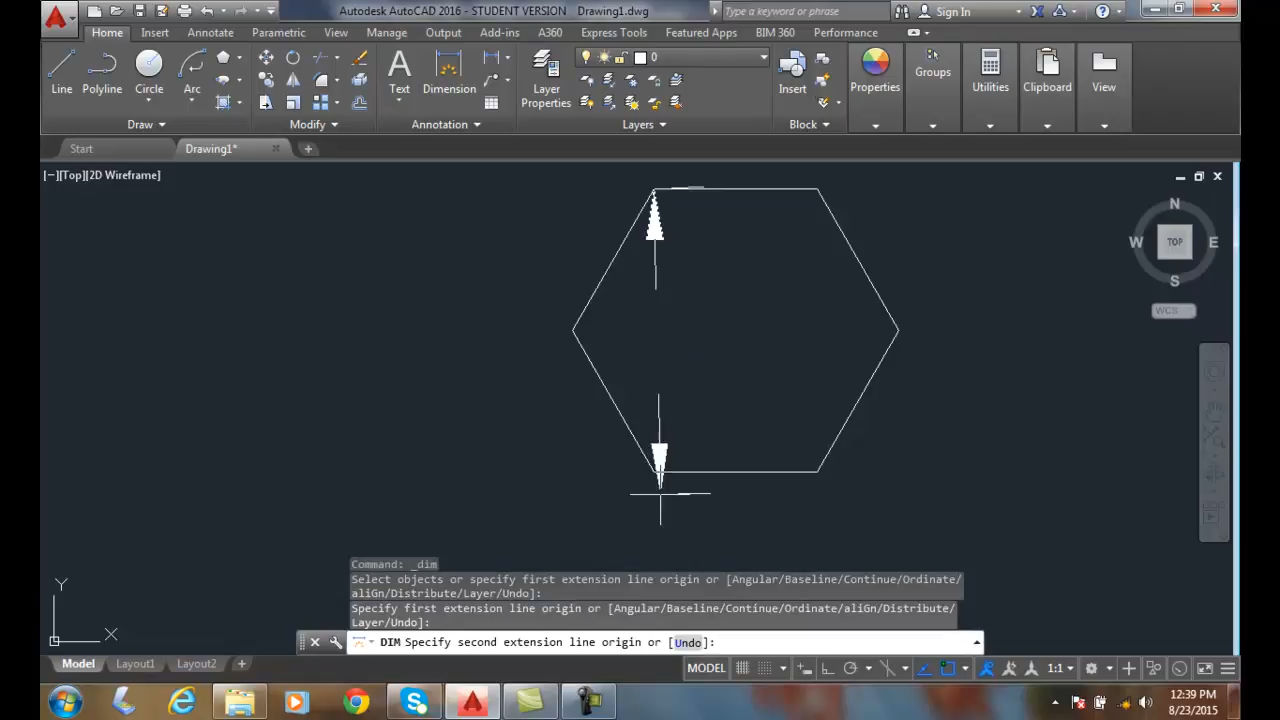 Autodesk AutoCAD 2016 - STUDENT VERSION Drawing1.dwg Type a keyword or phrase Sign In
Home Insert Annotate Parametric View Manage Output Add-ins A360 Express Tools Featured Apps BIM 360 Performance
0
Line Polyline Circle Arc Text Dimension Layer Properties Insert Properties Groups Utilities Clipboard View
Draw Modify Annotation Layers Block
Start Drawing1*
[−][Top][2D Wireframe]
N
W TOP E
S
WCS
Command: _dim
Select objects or specify first extension line origin or [Angular/Baseline/Continue/Ordinate/
aliGn/Distribute/Layer/Undo]:
Specify first extension line origin or [Angular/Baseline/Continue/Ordinate/aliGn/Distribute/
Layer/Undo]:
DIM Specify second extension line origin or [Undo]:
Y
X
Model Layout1 Layout2 MODEL 1:1
12:39 PM
8/23/2015